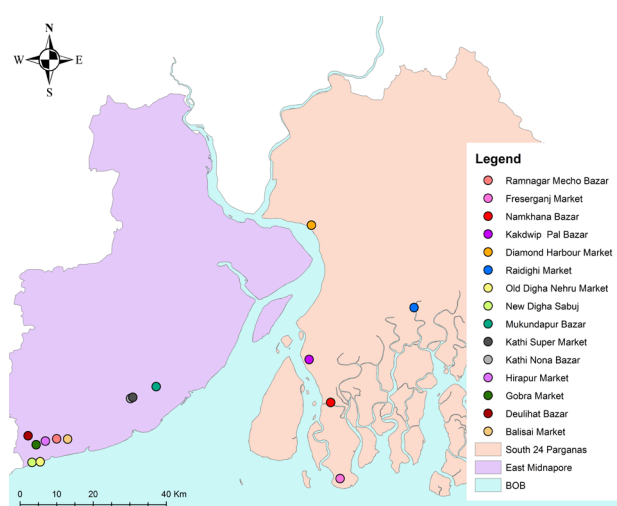 N
W E
S
Legend
Ramnagar Mecho Bazar
Freserganj Market
Namkhana Bazar
Kakdwip Pal Bazar
Diamond Harbour Market
Raidighi Market
Old Digha Nehru Market
New Digha Sabuj
Mukundapur Bazar
Kathi Super Market
Kathi Nona Bazar
Hirapur Market
Gobra Market
Deulihat Bazar
Balisai Market
South 24 Parganas
East Midnapore
BOB
0 10 20 40 Km